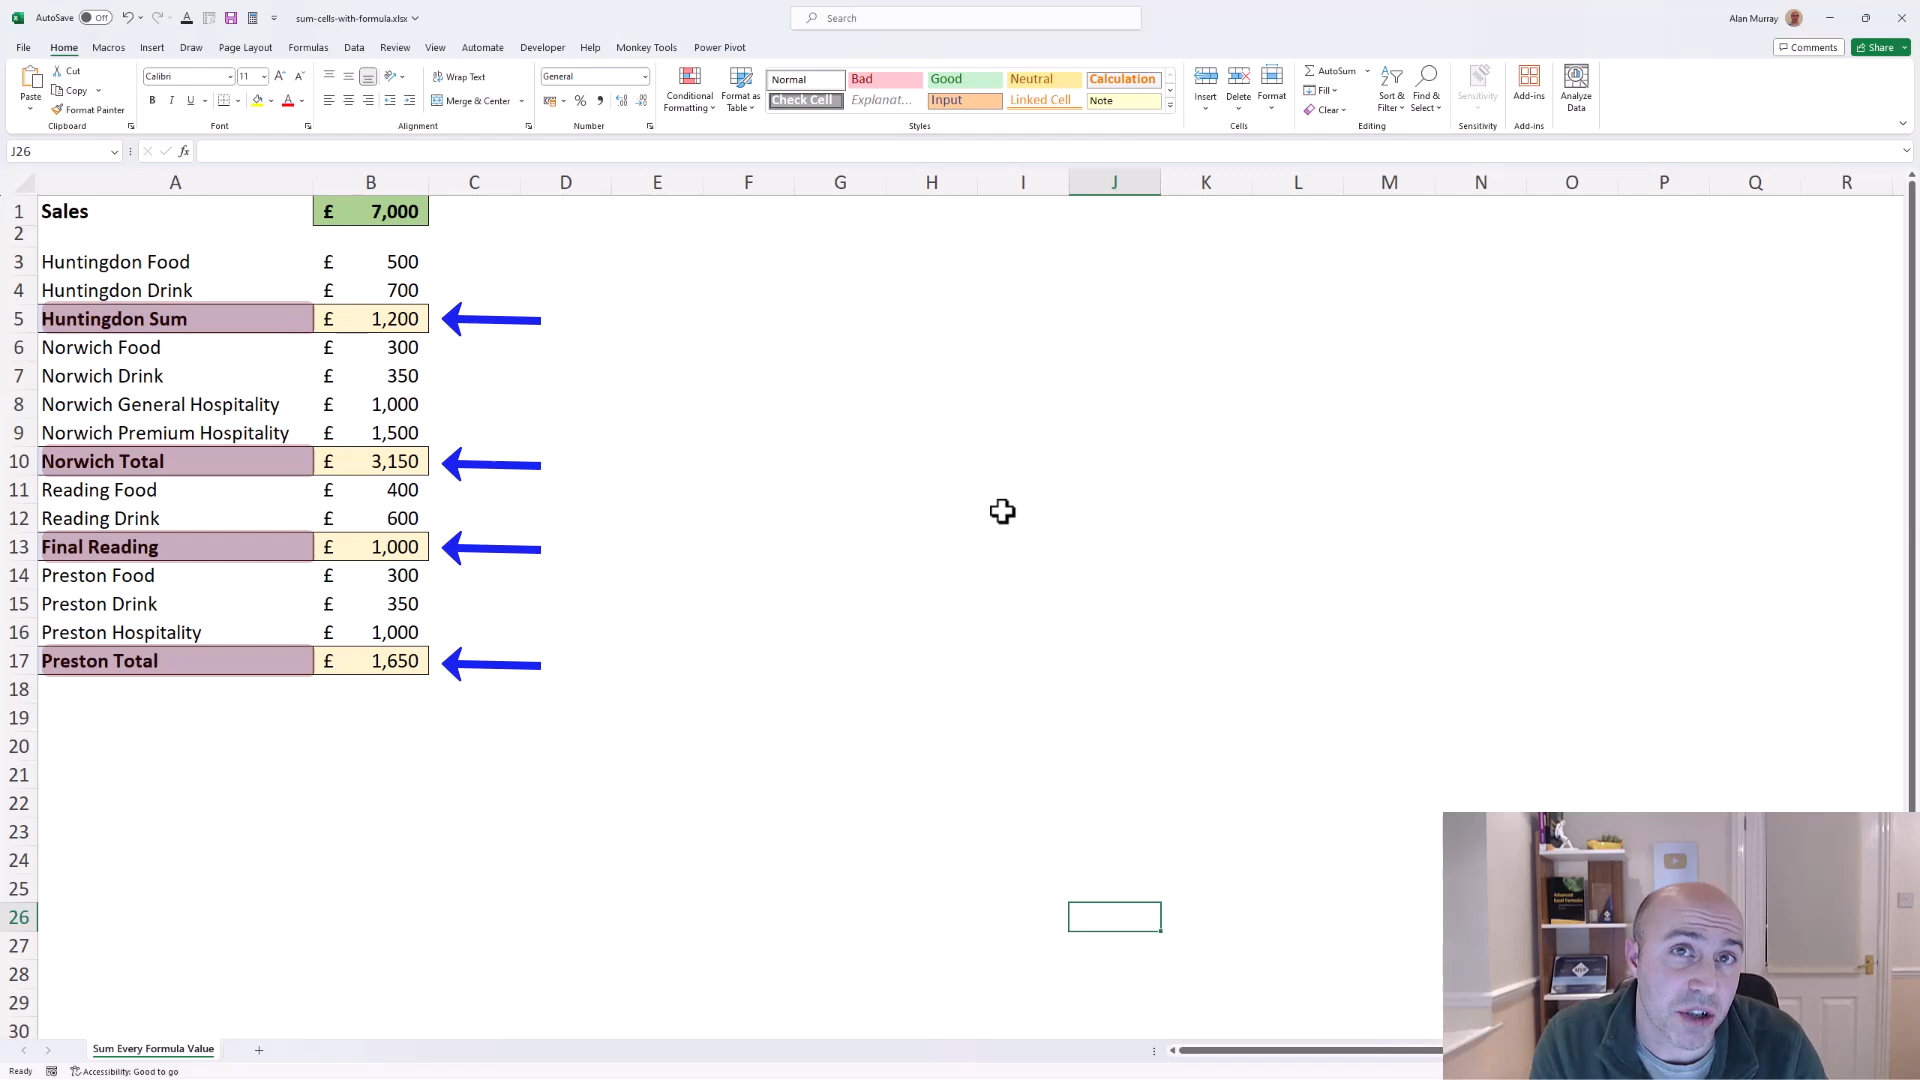 AutoSave Off sum-cells-with-formula.xlsx Search Alan Murray
File Home Macros Insert Draw Page Layout Formulas Data Review View Automate Developer Help Monkey Tools Power Pivot Comments Share
Paste Cut Copy Format Painter Clipboard
Calibri 11 B I U A Font
Wrap Text Merge & Center Alignment
General % Number
Conditional Formatting Format as Table
Normal Bad Good Neutral Calculation
Check Cell Explanat... Input Linked Cell Note
Styles
Insert Delete Format Cells
AutoSum Fill Clear Sort & Filter Find & Select Editing
Sensitivity Sensitivity
Add-ins Add-ins
Analyze Data
J26 fx
A B C D E F G H I J K L M N O P Q R
1 Sales £ 7,000
2
3 Huntingdon Food £ 500
4 Huntingdon Drink £ 700
5 Huntingdon Sum £ 1,200
6 Norwich Food £ 300
7 Norwich Drink £ 350
8 Norwich General Hospitality £ 1,000
9 Norwich Premium Hospitality £ 1,500
10 Norwich Total £ 3,150
11 Reading Food £ 400
12 Reading Drink £ 600
13 Final Reading £ 1,000
14 Preston Food £ 300
15 Preston Drink £ 350
16 Preston Hospitality £ 1,000
17 Preston Total £ 1,650
18
19
20
21
22
23
24
25
26
27
28
29
30
Advanced Excel Formulas
MVP
Sum Every Formula Value
Ready Accessibility: Good to go